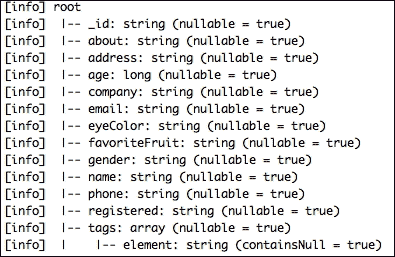 [info] root
[info]  |-- _id: string (nullable = true)
[info]  |-- about: string (nullable = true)
[info]  |-- address: string (nullable = true)
[info]  |-- age: long (nullable = true)
[info]  |-- company: string (nullable = true)
[info]  |-- email: string (nullable = true)
[info]  |-- eyeColor: string (nullable = true)
[info]  |-- favoriteFruit: string (nullable = true)
[info]  |-- gender: string (nullable = true)
[info]  |-- name: string (nullable = true)
[info]  |-- phone: string (nullable = true)
[info]  |-- registered: string (nullable = true)
[info]  |-- tags: array (nullable = true)
[info]  |    |-- element: string (containsNull = true)